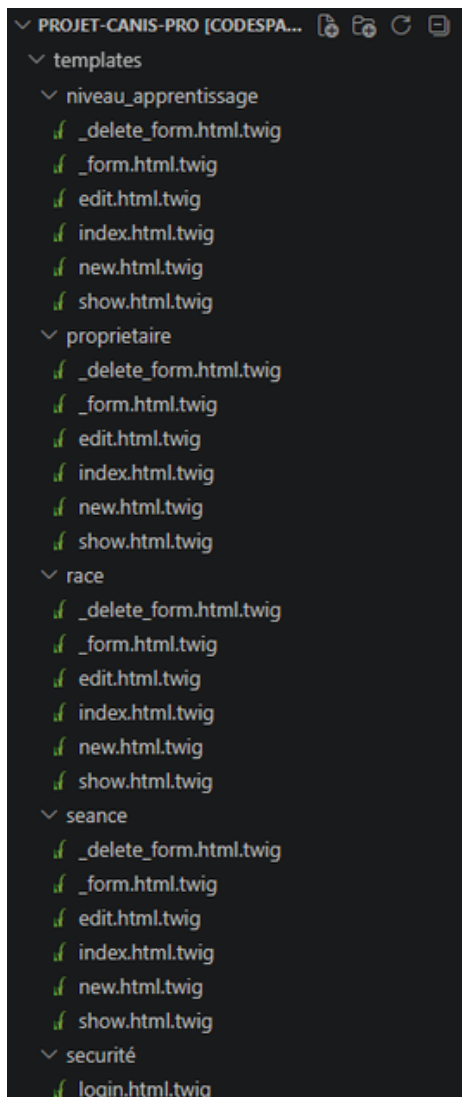 PROJET-CANIS-PRO [CODESPA...
templates
niveau_apprentissage
_delete_form.html.twig
_form.html.twig
edit.html.twig
index.html.twig
new.html.twig
show.html.twig
proprietaire
_delete_form.html.twig
_form.html.twig
edit.html.twig
index.html.twig
new.html.twig
show.html.twig
race
_delete_form.html.twig
_form.html.twig
edit.html.twig
index.html.twig
new.html.twig
show.html.twig
seance
_delete_form.html.twig
_form.html.twig
edit.html.twig
index.html.twig
new.html.twig
show.html.twig
securité
login.html.twig